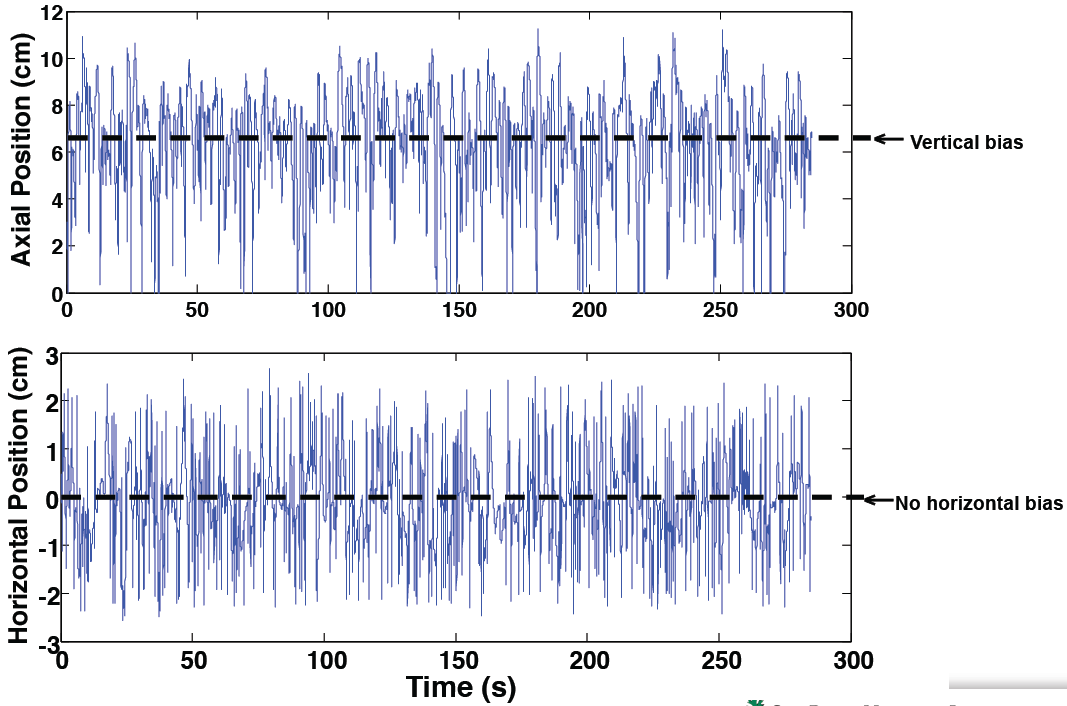 Axial Position (cm)
12
10
8
6
4
2
0
0 50 100 150 200 250 300
Vertical bias
Horizontal Position (cm)
3
2
1
0
-1
-2
-3
0 50 100 150 200 250 300
No horizontal bias
Time (s)